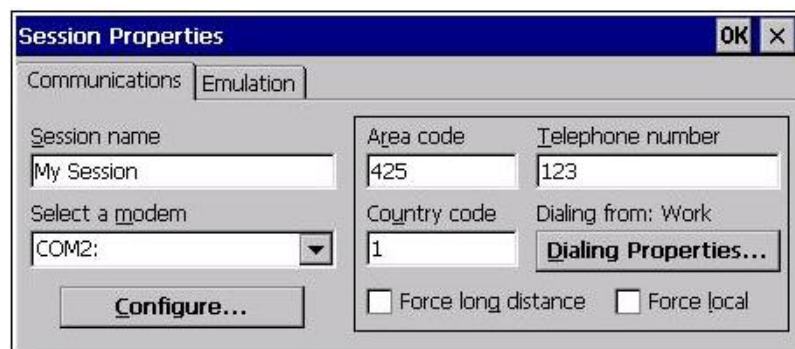 Session Properties OK ×
Communications Emulation
Session name
My Session
Select a modem
COM2:
Configure...
Area code Telephone number
425 123
Country code Dialing from: Work
1 Dialing Properties...
Force long distance Force local